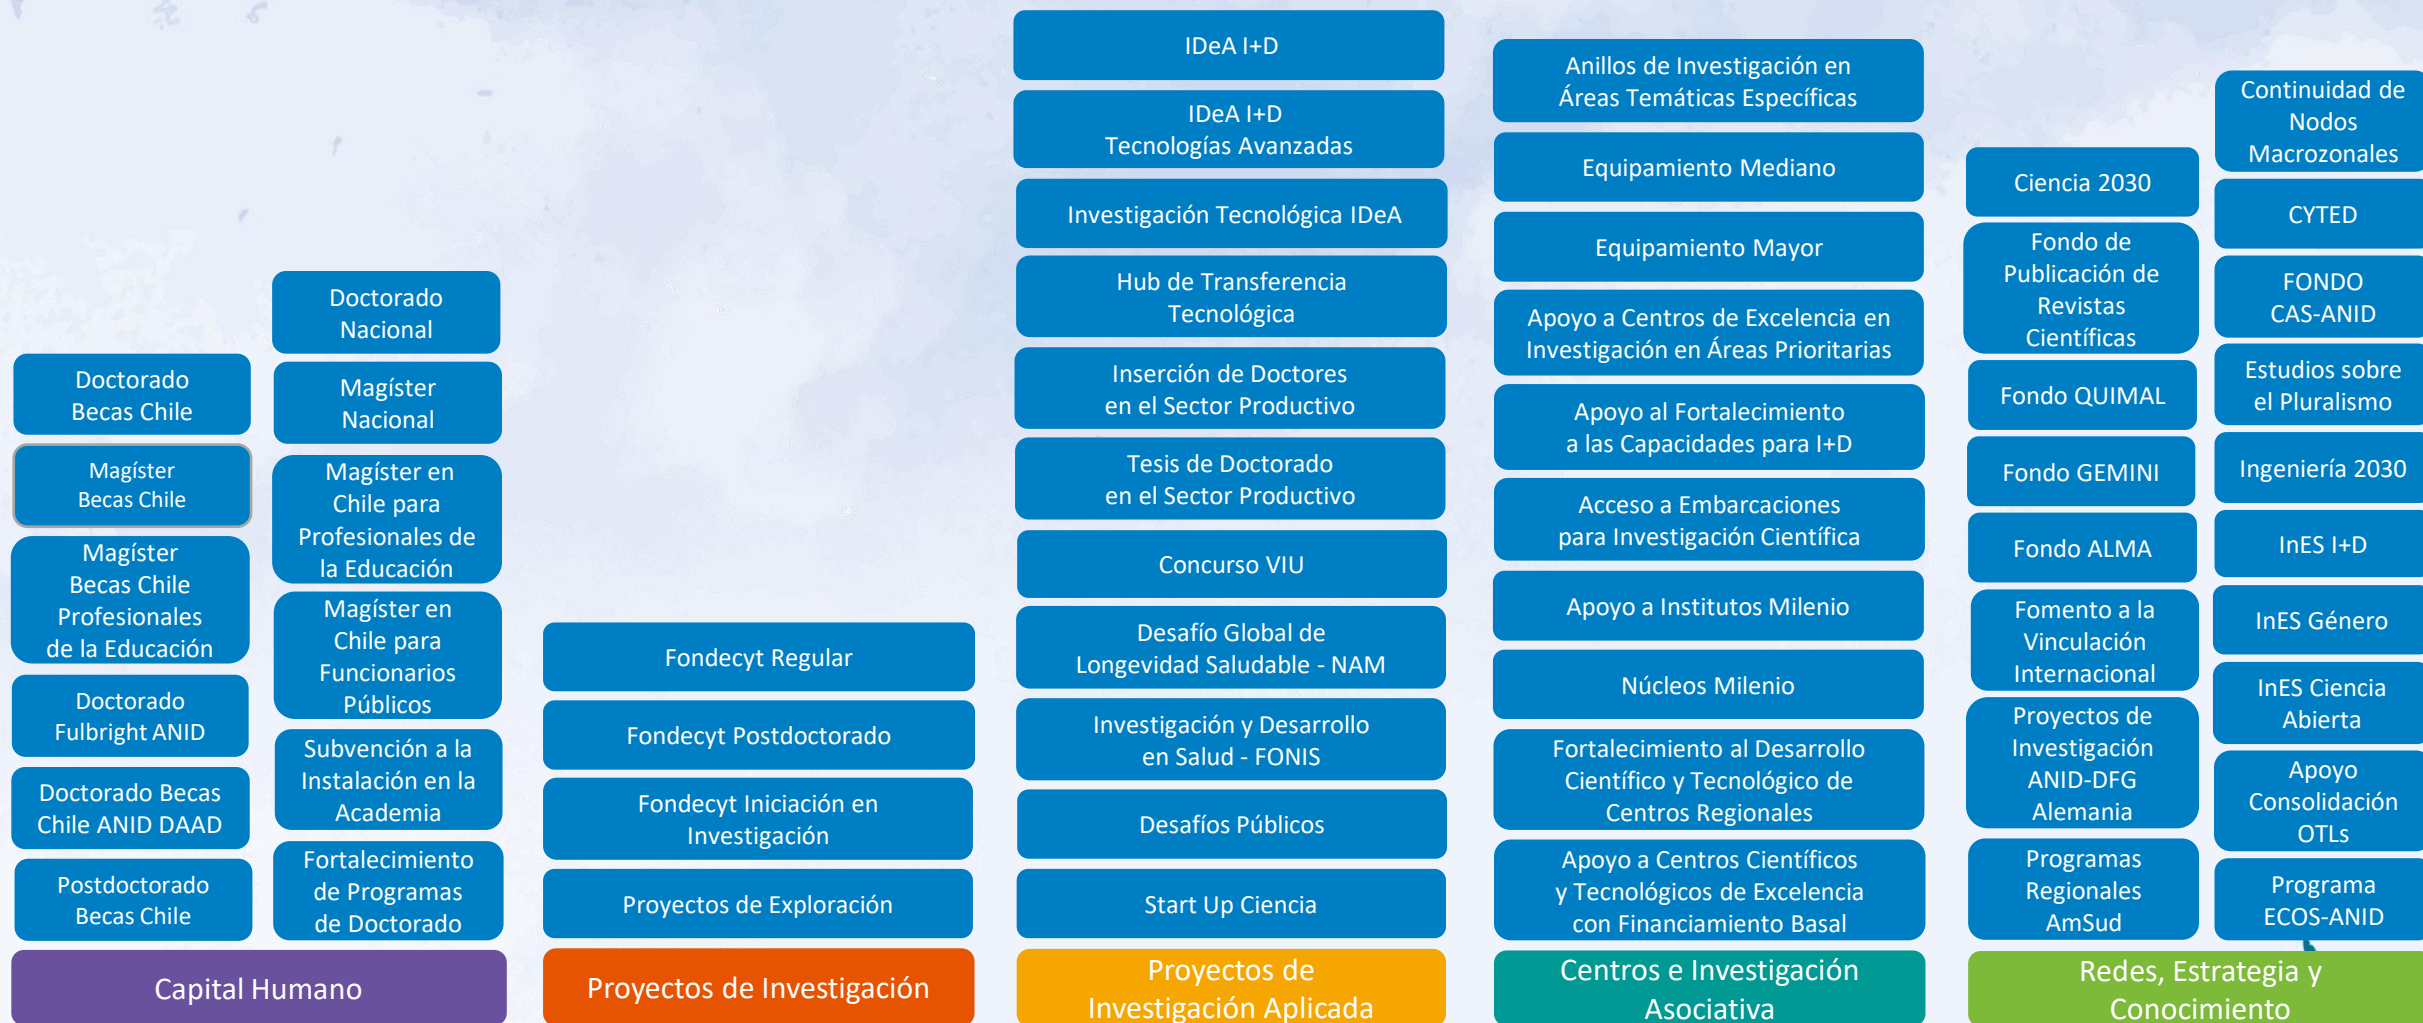 Doctorado
Becas Chile
Magíster
Becas Chile
Magíster
Becas Chile
Profesionales
de la Educación
Doctorado
Fulbright ANID
Doctorado Becas
Chile ANID DAAD
Postdoctorado
Becas Chile
Doctorado
Nacional
Magíster
Nacional
Magíster en
Chile para
Profesionales de
la Educación
Magíster en
Chile para
Funcionarios
Públicos
Subvención a la
Instalación en la
Academia
Fortalecimiento
de Programas
de Doctorado
Capital Humano
Fondecyt Regular
Fondecyt Postdoctorado
Fondecyt Iniciación en
Investigación
Proyectos de Exploración
Proyectos de Investigación
IDeA I+D
IDeA I+D
Tecnologías Avanzadas
Investigación Tecnológica IDeA
Hub de Transferencia
Tecnológica
Inserción de Doctores
en el Sector Productivo
Tesis de Doctorado
en el Sector Productivo
Concurso VIU
Desafío Global de
Longevidad Saludable - NAM
Investigación y Desarrollo
en Salud - FONIS
Desafíos Públicos
Start Up Ciencia
Proyectos de
Investigación Aplicada
Anillos de Investigación en
Áreas Temáticas Específicas
Equipamiento Mediano
Equipamiento Mayor
Apoyo a Centros de Excelencia en
Investigación en Áreas Prioritarias
Apoyo al Fortalecimiento
a las Capacidades para I+D
Acceso a Embarcaciones
para Investigación Científica
Apoyo a Institutos Milenio
Núcleos Milenio
Fortalecimiento al Desarrollo
Científico y Tecnológico de
Centros Regionales
Apoyo a Centros Científicos
y Tecnológicos de Excelencia
con Financiamiento Basal
Centros e Investigación
Asociativa
Ciencia 2030
Fondo de
Publicación de
Revistas
Científicas
Fondo QUIMAL
Fondo GEMINI
Fondo ALMA
Fomento a la
Vinculación
Internacional
Proyectos de
Investigación
ANID-DFG
Alemania
Programas
Regionales
AmSud
Continuidad de
Nodos
Macrozonales
CYTED
FONDO
CAS-ANID
Estudios sobre
el Pluralismo
Ingeniería 2030
InES I+D
InES Género
InES Ciencia
Abierta
Apoyo
Consolidación
OTLs
Programa
ECOS-ANID
Redes, Estrategia y
Conocimiento